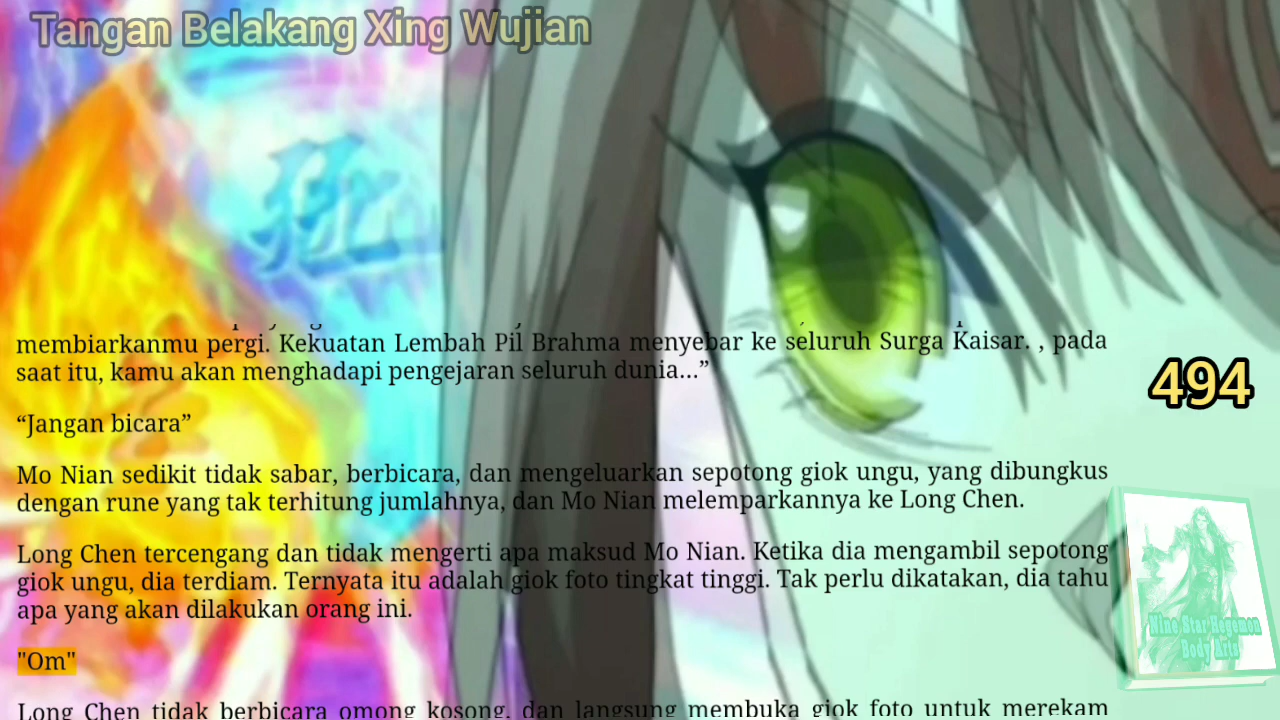 Tangan Belakang Xing Wujian
狂
membiarkanmu pergi. Kekuatan Lembah Pil Brahma menyebar ke seluruh Surga Kaisar. , pada
saat itu, kamu akan menghadapi pengejaran seluruh dunia...”
“Jangan bicara”
Mo Nian sedikit tidak sabar, berbicara, dan mengeluarkan sepotong giok ungu, yang dibungkus
dengan rune yang tak terhitung jumlahnya, dan Mo Nian melemparkannya ke Long Chen.
Long Chen tercengang dan tidak mengerti apa maksud Mo Nian. Ketika dia mengambil sepotong
giok ungu, dia terdiam. Ternyata itu adalah giok foto tingkat tinggi. Tak perlu dikatakan, dia tahu
apa yang akan dilakukan orang ini.
"Om"
Long Chen tidak berbicara omong kosong, dan langsung membuka giok foto untuk merekam
494
Nine Star Hegemon
Body Arts